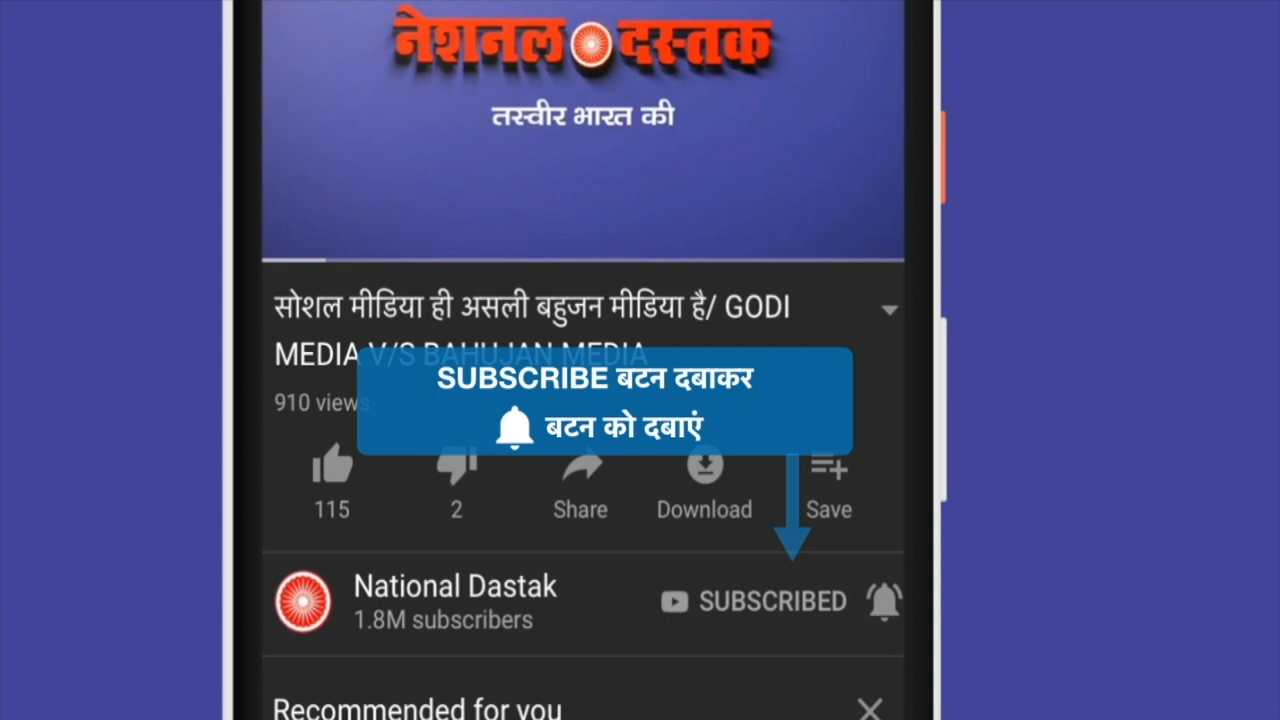 नेशनल दस्तक
तस्वीर भारत की
सोशल मीडिया ही असली बहुजन मीडिया है/ GODI
MEDIA V/S BAHUJAN MEDIA
SUBSCRIBE बटन दबाकर
बटन को दबाएं
910 views
115
2
Share
Download
Save
National Dastak
1.8M subscribers
SUBSCRIBED
Recommended for you